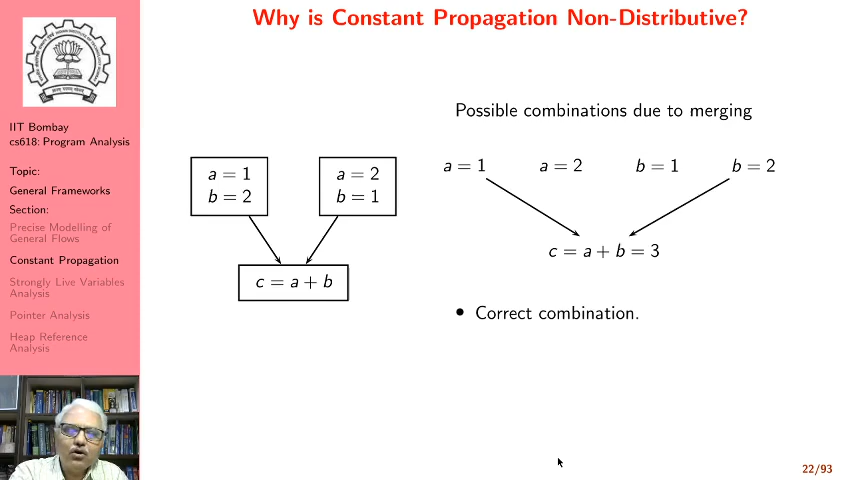 Why is Constant Propagation Non-Distributive?
IIT Bombay
cs618: Program Analysis
Topic:
General Frameworks
Section:
Precise Modelling of
General Flows
Constant Propagation
Strongly Live Variables
Analysis
Pointer Analysis
Heap Reference
Analysis
a = 1
b = 2
a = 2
b = 1
c = a + b
Possible combinations due to merging
a = 1 a = 2 b = 1 b = 2
c = a + b = 3
• Correct combination.
22/93